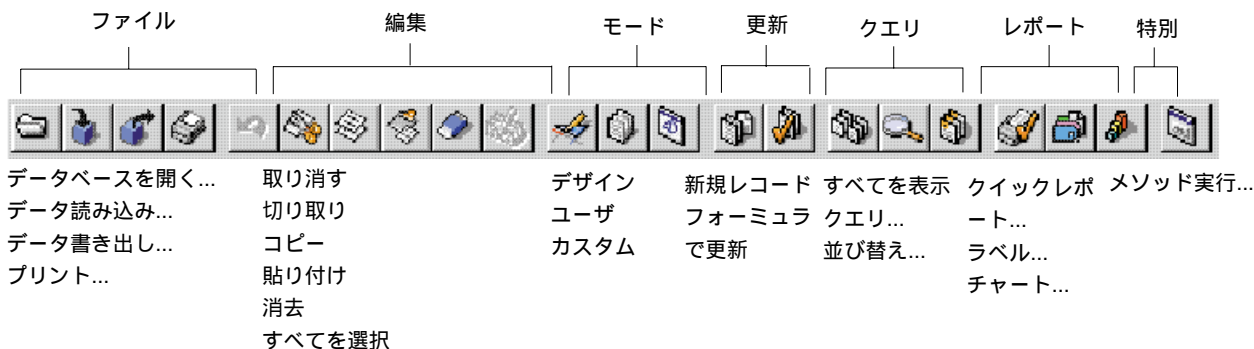 ファイル
編集
モード
更新
クエリ
レポート
特別
データベースを開く...
データ読み込み...
データ書き出し...
プリント...
取り消す
切り取り
コピー
貼り付け
消去
すべてを選択
デザイン
ユーザ
カスタム
新規レコード
フォーミュラ
で更新
すべてを表示
クエリ...
並び替え...
クイックレポ
ート...
ラベル...
チャート...
メソッド実行...